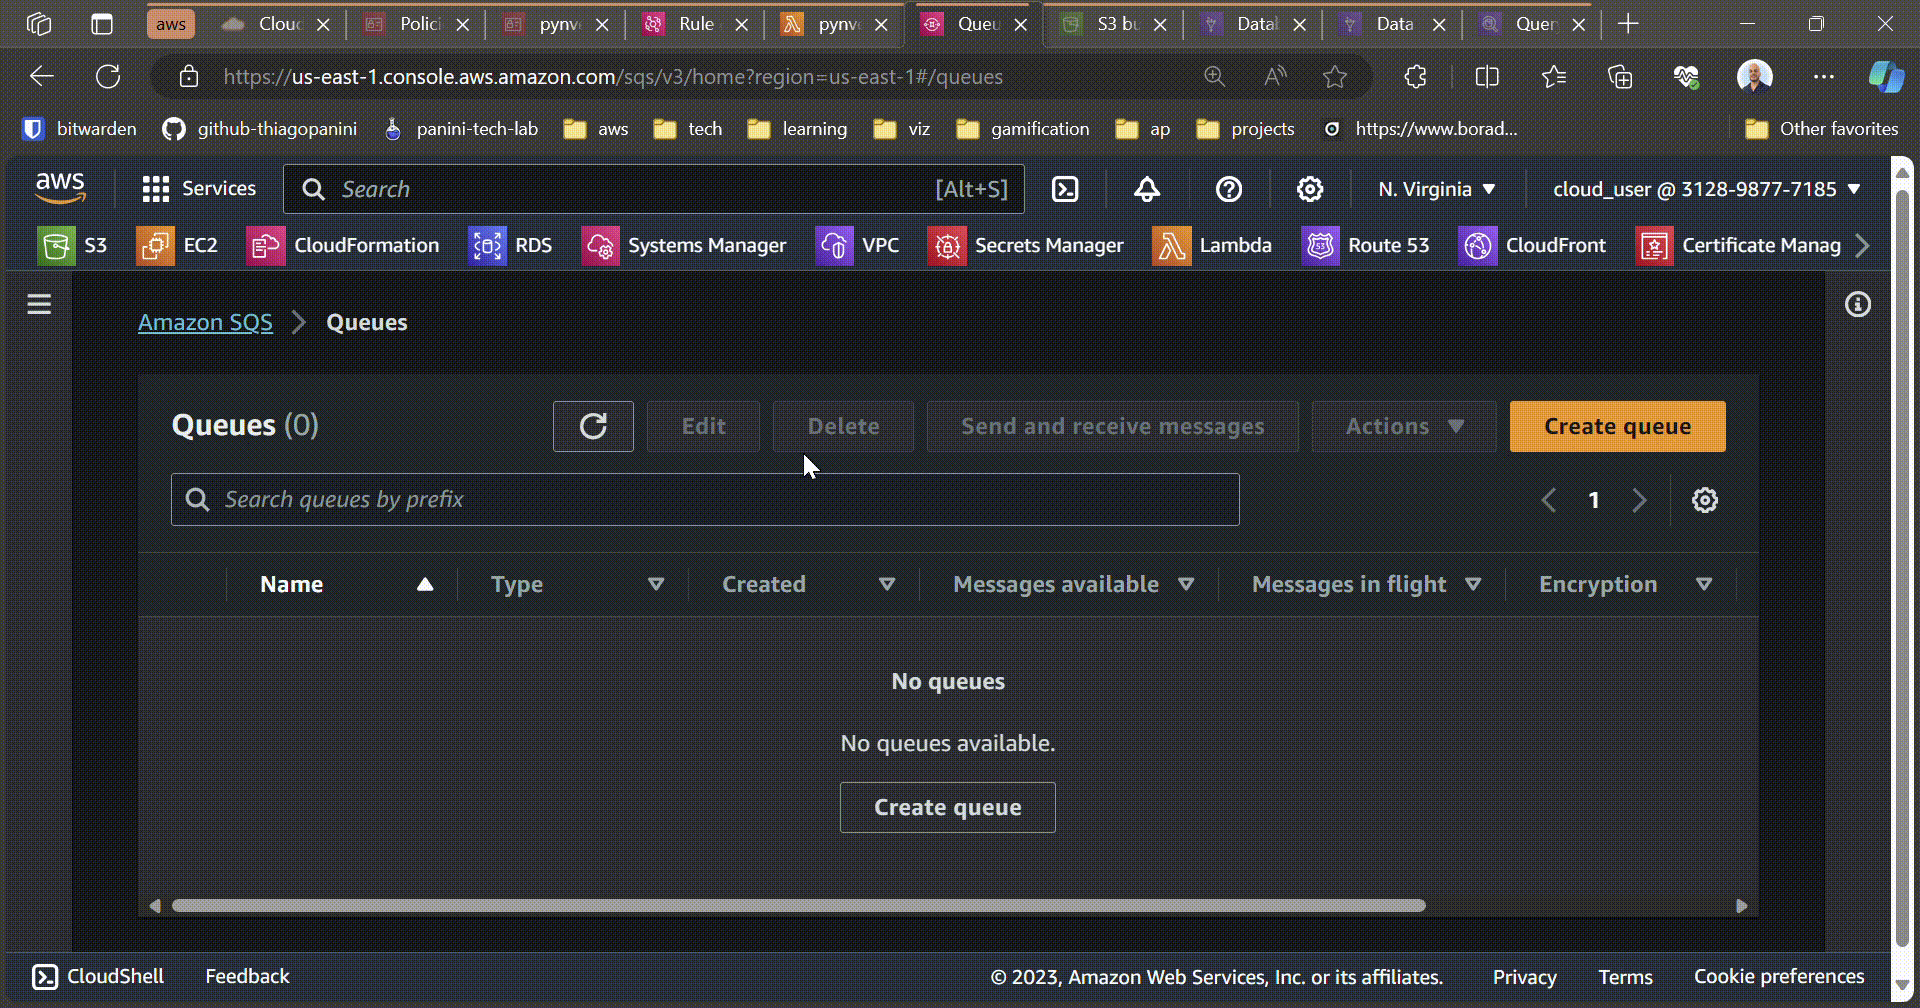 aws Clouc Polici pynve Rule pynve Queu S3 bu Datal Data Quer
https://us-east-1.console.aws.amazon.com/sqs/v3/home?region=us-east-1#/queues
bitwarden github-thiagopanini panini-tech-lab aws tech learning viz gamification ap projects https://www.borad... Other favorites
aws Services Search [Alt+S] N. Virginia cloud_user @ 3128-9877-7185
S3 EC2 CloudFormation RDS Systems Manager VPC Secrets Manager Lambda Route 53 CloudFront Certificate Manag
Amazon SQS Queues
Queues (0) Edit Delete Send and receive messages Actions Create queue
Search queues by prefix 1
Name Type Created Messages available Messages in flight Encryption
No queues
No queues available.
Create queue
CloudShell Feedback © 2023, Amazon Web Services, Inc. or its affiliates. Privacy Terms Cookie preferences